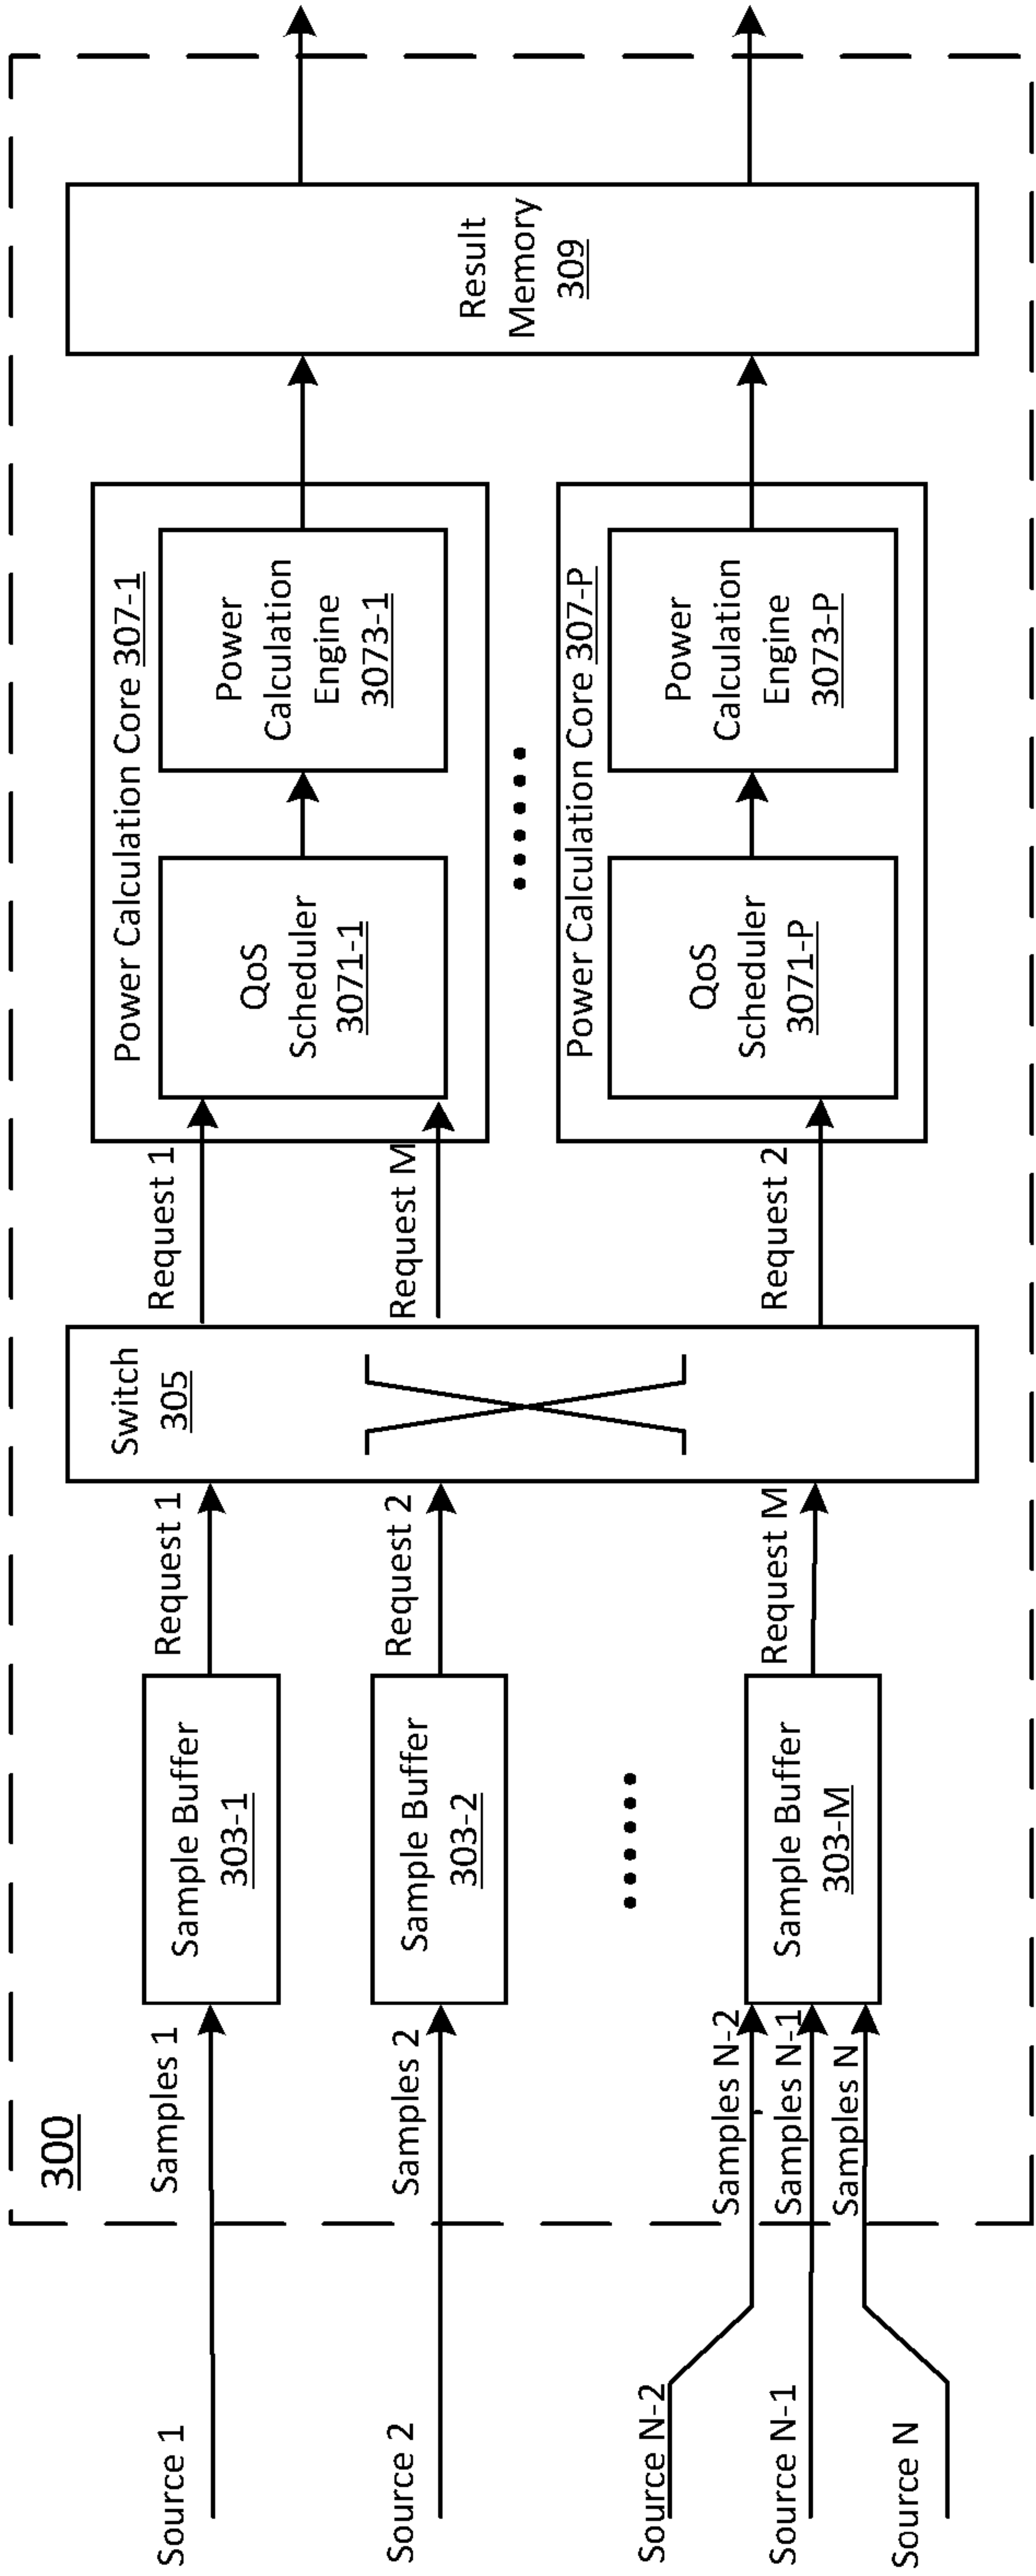 300
Source 1
Samples 1
Sample Buffer
303-1
Request 1
Source 2
Samples 2
Sample Buffer
303-2
Request 2
Source N-2
Samples N-2
Source N-1
Samples N-1
Source N
Samples N
Sample Buffer
303-M
Request M
Switch
305
Request 1
Request M
Request 2
Power Calculation Core 307-1
QoS
Scheduler
3071-1
Power
Calculation
Engine
3073-1
Power Calculation Core 307-P
QoS
Scheduler
3071-P
Power
Calculation
Engine
3073-P
Result
Memory
309